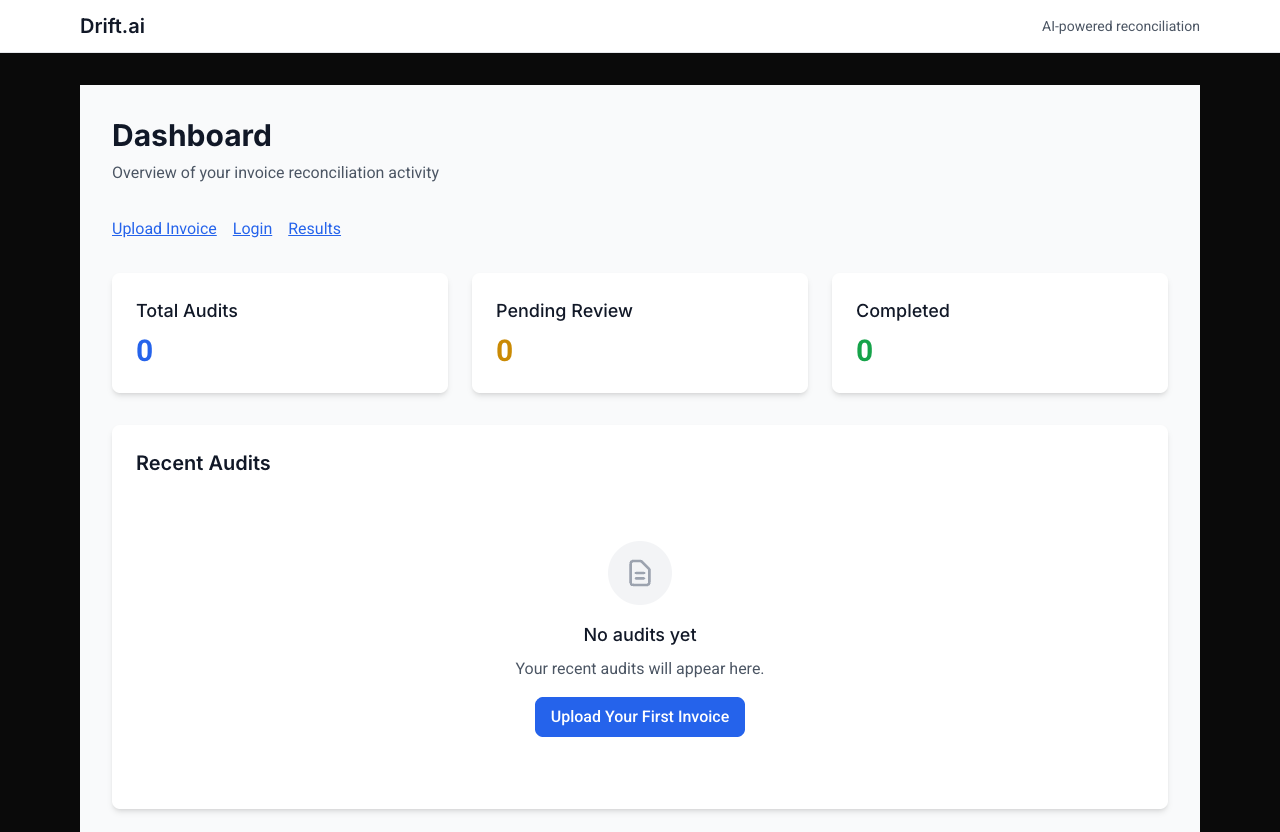 Drift.ai
AI-powered reconciliation
Dashboard
Overview of your invoice reconciliation activity
Upload Invoice Login Results
Total Audits
0
Pending Review
0
Completed
0
Recent Audits
No audits yet
Your recent audits will appear here.
Upload Your First Invoice